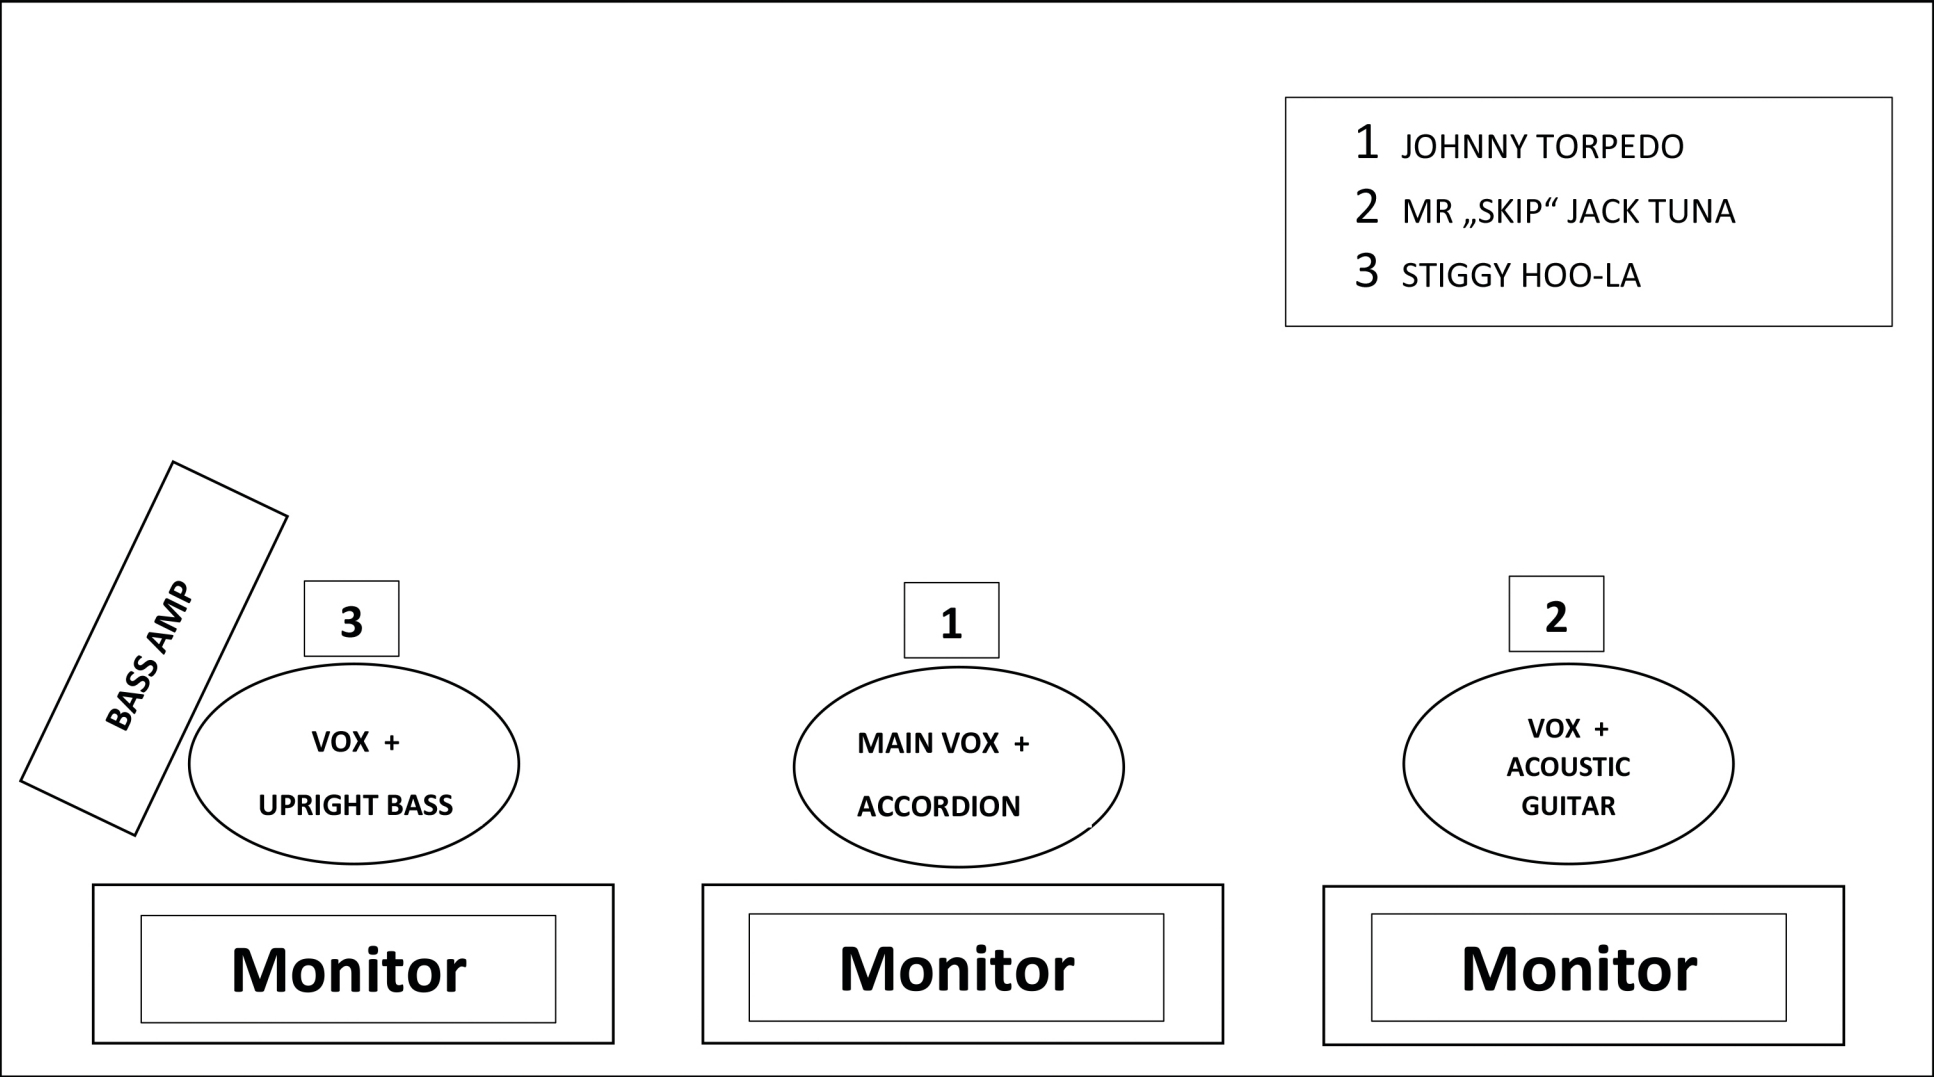 1 JOHNNY TORPEDO
2 MR „SKIP“ JACK TUNA
3 STIGGY HOO-LA
BASS AMP
3
VOX +
UPRIGHT BASS
Monitor
1
MAIN VOX +
ACCORDION
Monitor
2
VOX +
ACOUSTIC
GUITAR
Monitor